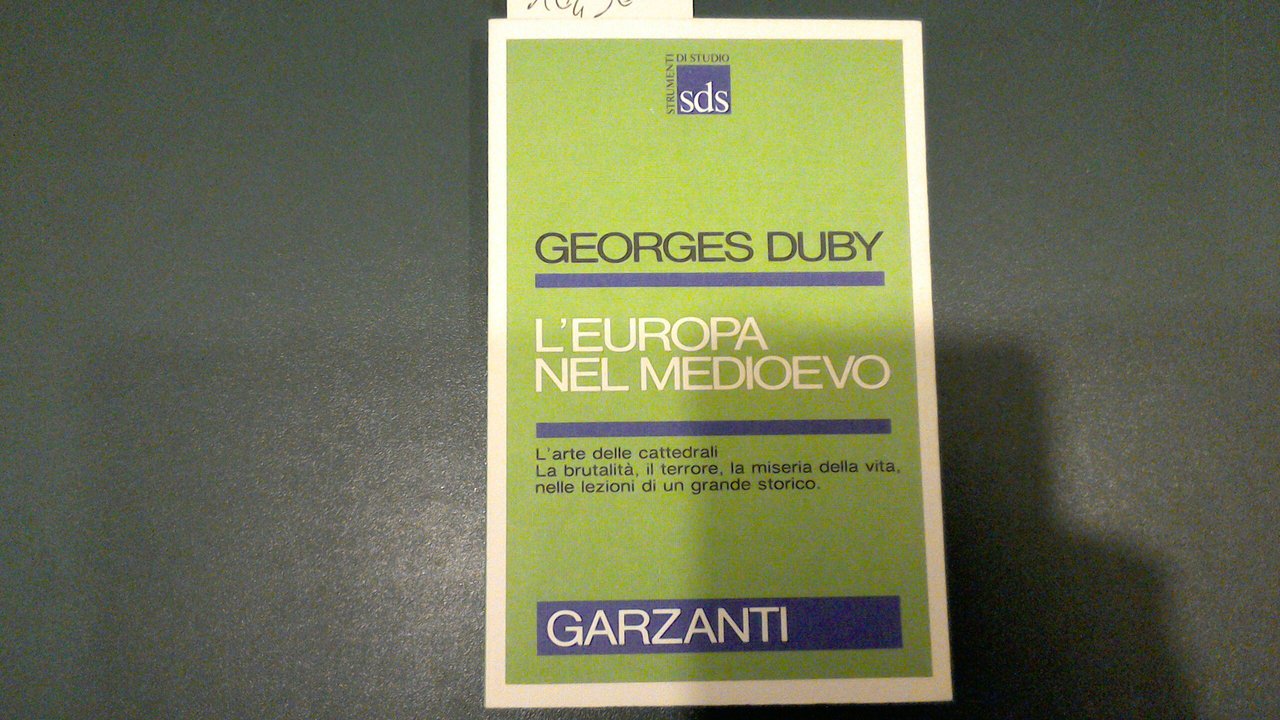 STRUMENTI
DI STUDIO
sds
GEORGES DUBY
L'EUROPA
NEL MEDIOEVO
L'arte delle cattedrali
La brutalità, il terrore, la miseria della vita,
nelle lezioni di un grande storico.
GARZANTI